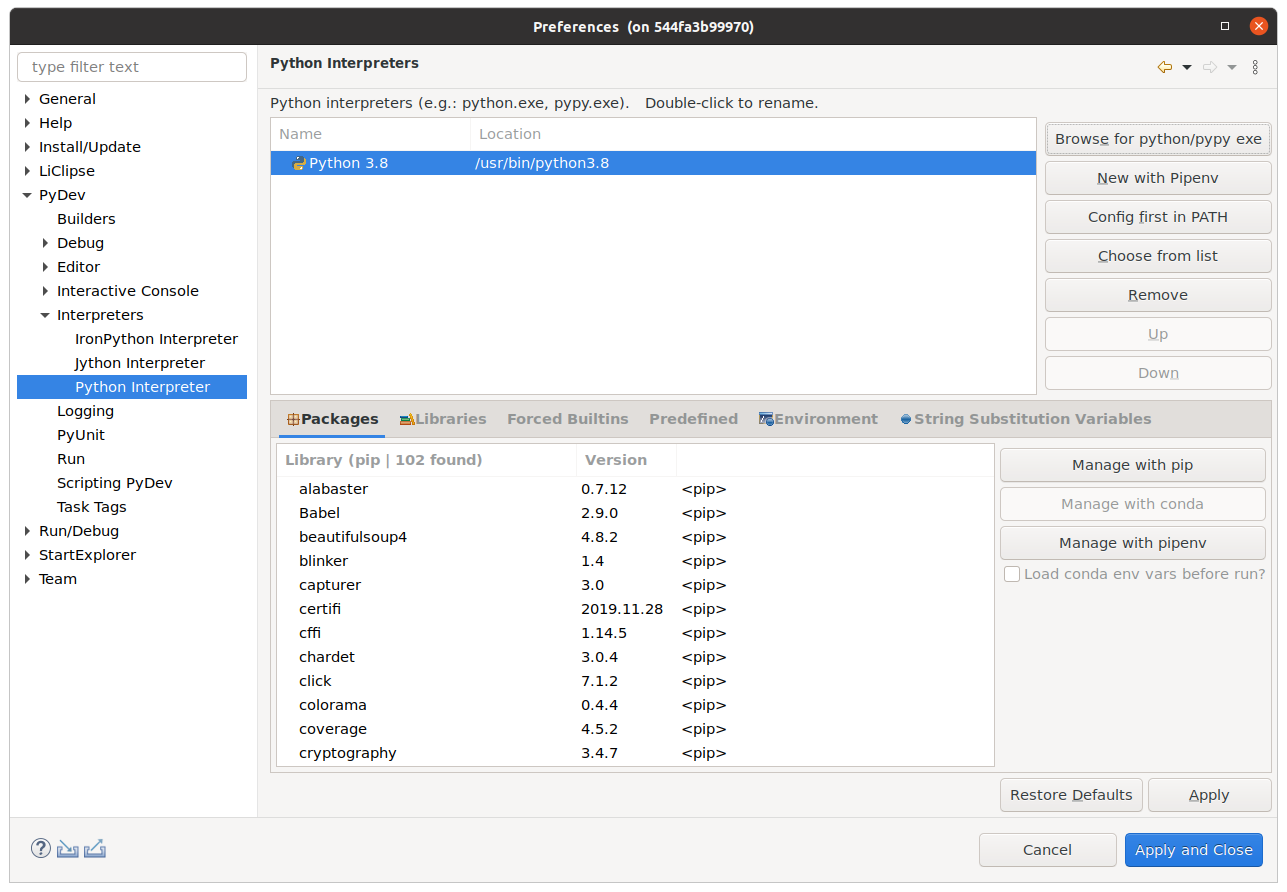 Preferences (on 544fa3b99970)
type filter text
General
Help
Install/Update
LiClipse
PyDev
Builders
Debug
Editor
Interactive Console
Interpreters
IronPython Interpreter
Jython Interpreter
Python Interpreter
Logging
PyUnit
Run
Scripting PyDev
Task Tags
Run/Debug
StartExplorer
Team
Python Interpreters
Python interpreters (e.g.: python.exe, pypy.exe). Double-click to rename.
Name Location
Python 3.8 /usr/bin/python3.8
Browse for python/pypy exe
New with Pipenv
Config first in PATH
Choose from list
Remove
Up
Down
Packages Libraries Forced Builtins Predefined Environment String Substitution Variables
Library (pip | 102 found) Version
alabaster 0.7.12 <pip>
Babel 2.9.0 <pip>
beautifulsoup4 4.8.2 <pip>
blinker 1.4 <pip>
capturer 3.0 <pip>
certifi 2019.11.28 <pip>
cffi 1.14.5 <pip>
chardet 3.0.4 <pip>
click 7.1.2 <pip>
colorama 0.4.4 <pip>
coverage 4.5.2 <pip>
cryptography 3.4.7 <pip>
Manage with pip
Manage with conda
Manage with pipenv
Load conda env vars before run?
Restore Defaults Apply
Cancel Apply and Close